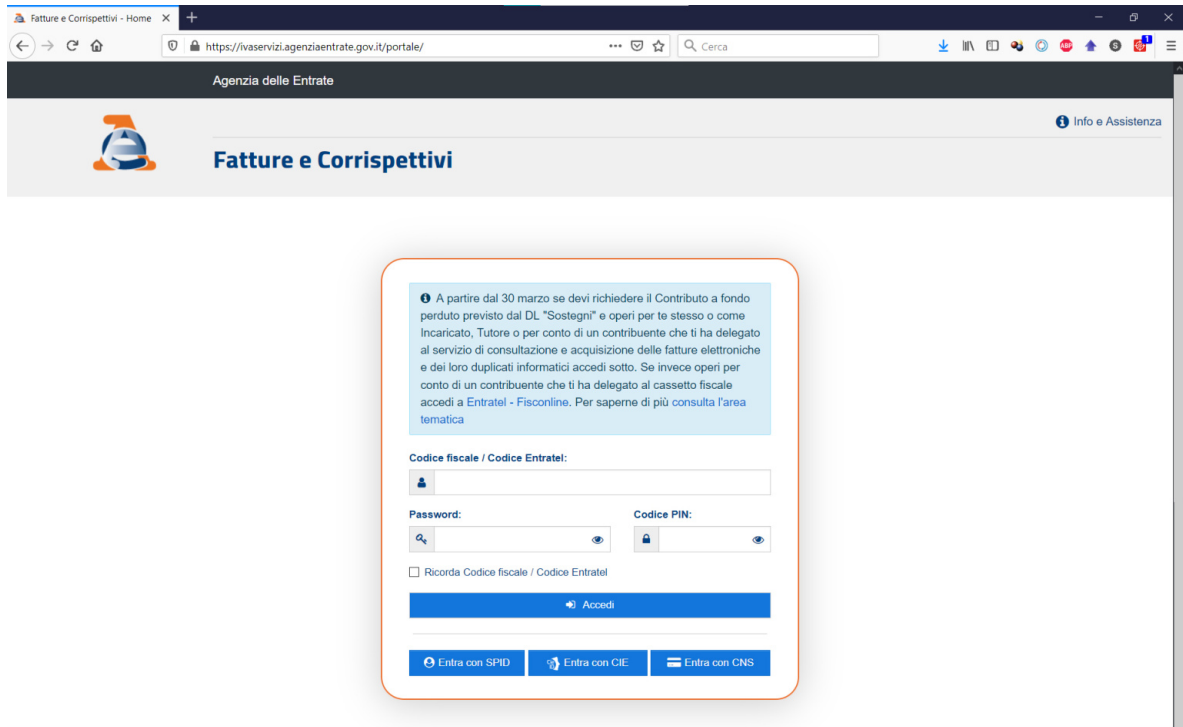 Fatture e Corrispettivi - Home
https://ivaservizi.agenziaentrate.gov.it/portale/
Cerca
ABP
S
1
Agenzia delle Entrate
Info e Assistenza
Fatture e Corrispettivi
A partire dal 30 marzo se devi richiedere il Contributo a fondo
perduto previsto dal DL "Sostegni" e operi per te stesso o come
Incaricato, Tutore o per conto di un contribuente che ti ha delegato
al servizio di consultazione e acquisizione delle fatture elettroniche
e dei loro duplicati informatici accedi sotto. Se invece operi per
conto di un contribuente che ti ha delegato al cassetto fiscale
accedi a Entratel - Fisconline. Per saperne di più consulta l'area
tematica
Codice fiscale / Codice Entratel:
Password:
Codice PIN:
Ricorda Codice fiscale / Codice Entratel
Accedi
Entra con SPID
Entra con CIE
Entra con CNS